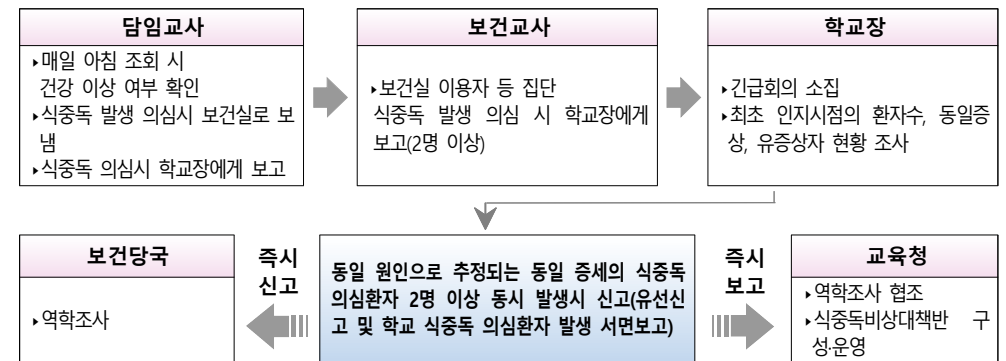 담임교사
▸매일 아침 조회 시
건강 이상 여부 확인
▸식중독 발생 의심시 보건실로 보
냄
▸식중독 의심시 학교장에게 보고
보건교사
▸보건실 이용자 등 집단
식중독 발생 의심 시 학교장에게
보고(2명 이상)
학교장
▸긴급회의 소집
▸최초 인지시점의 환자수, 동일증
상, 유증상자 현황 조사
보건당국
▸역학조사
즉시
신고
동일 원인으로 추정되는 동일 증세의 식중독
의심환자 2명 이상 동시 발생시 신고(유선신
고 및 학교 식중독 의심환자 발생 서면보고)
즉시
보고
교육청
▸역학조사 협조
▸식중독비상대책반 구
성·운영